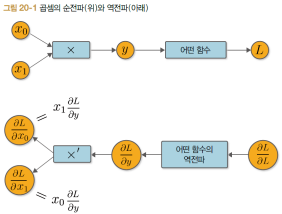 그림 20-1 곱셈의 순전파(위)와 역전파(아래)
x₀
× y 어떤 함수 L
x₁
∂L/∂x₀ = x₁ ∂L/∂y
×′ ∂L/∂y 어떤 함수의 역전파 ∂L/∂L
∂L/∂x₁ = x₀ ∂L/∂y